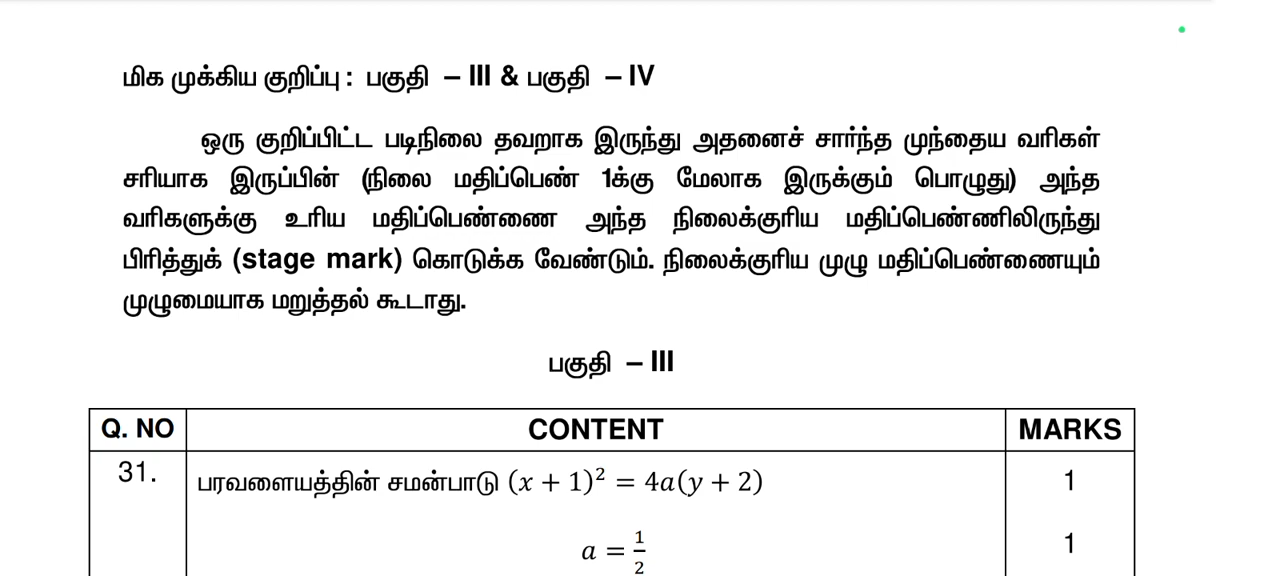 மிக முக்கிய குறிப்பு : பகுதி – III & பகுதி – IV
ஒரு குறிப்பிட்ட படிநிலை தவறாக இருந்து அதனைச் சார்ந்த முந்தைய வரிகள்
சரியாக இருப்பின் (நிலை மதிப்பெண் 1க்கு மேலாக இருக்கும் பொழுது) அந்த
வரிகளுக்கு உரிய மதிப்பெண்ணை அந்த நிலைக்குரிய மதிப்பெண்ணிலிருந்து
பிரித்துக் (stage mark) கொடுக்க வேண்டும். நிலைக்குரிய முழு மதிப்பெண்ணையும்
முழுமையாக மறுத்தல் கூடாது.
பகுதி – III
Q. NO CONTENT MARKS
31. பரவளையத்தின் சமன்பாடு (x + 1)² = 4a(y + 2) 1
a = 1/2 1